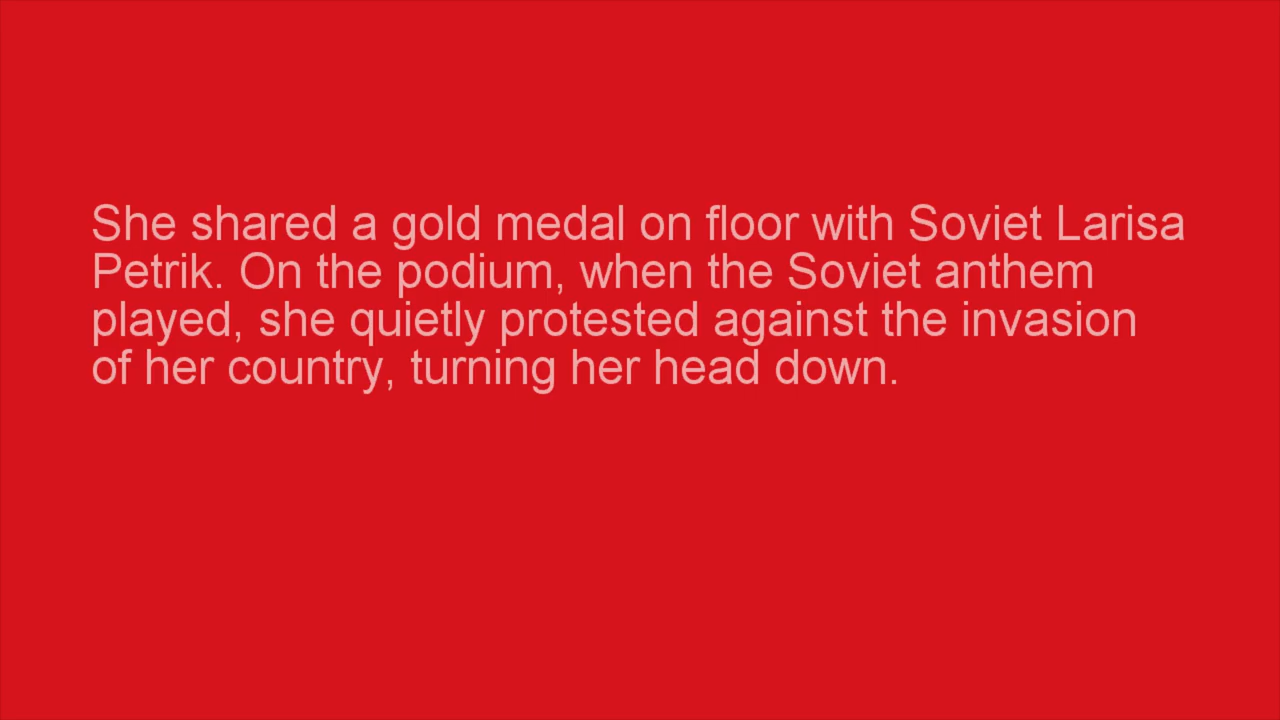 She shared a gold medal on floor with Soviet Larisa
Petrik. On the podium, when the Soviet anthem
played, she quietly protested against the invasion
of her country, turning her head down.